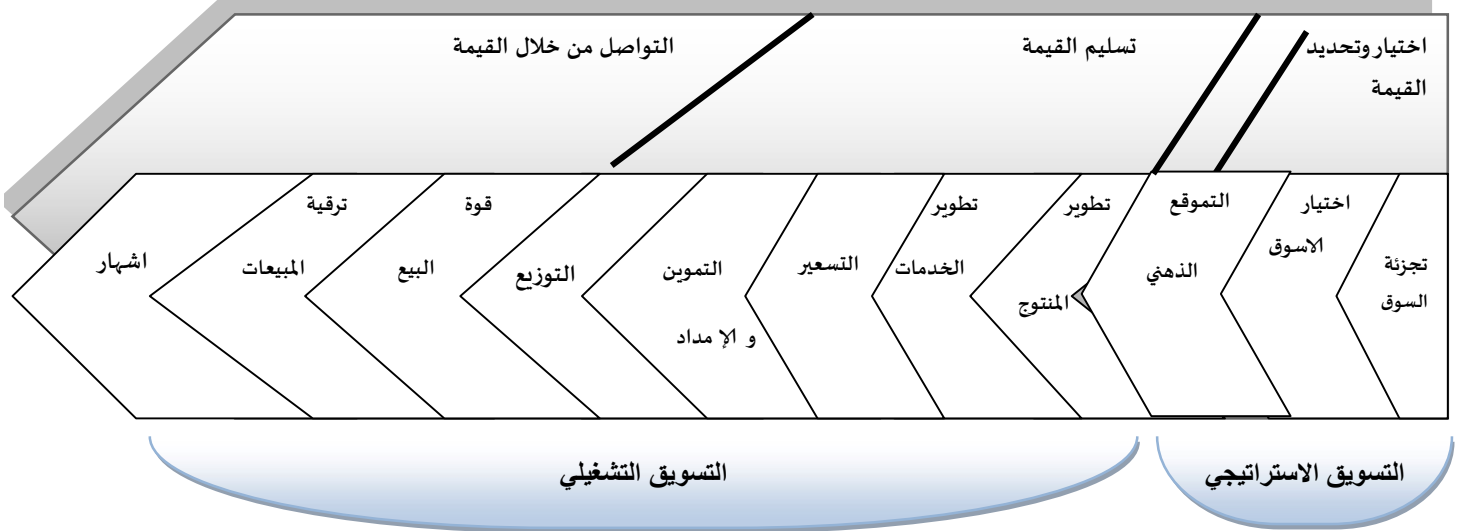 اختيار وتحديد
القيمة
تسليم القيمة
التواصل من خلال القيمة
تجزئة
السوق
اختيار
الاسوق
التموقع
الذهني
تطوير
المنتوج
تطوير
الخدمات
التسعير
التموين
و الإ مداد
التوزيع
قوة
البيع
ترقية
المبيعات
اشهار
التسويق الاستراتيجي
التسويق التشغيلي